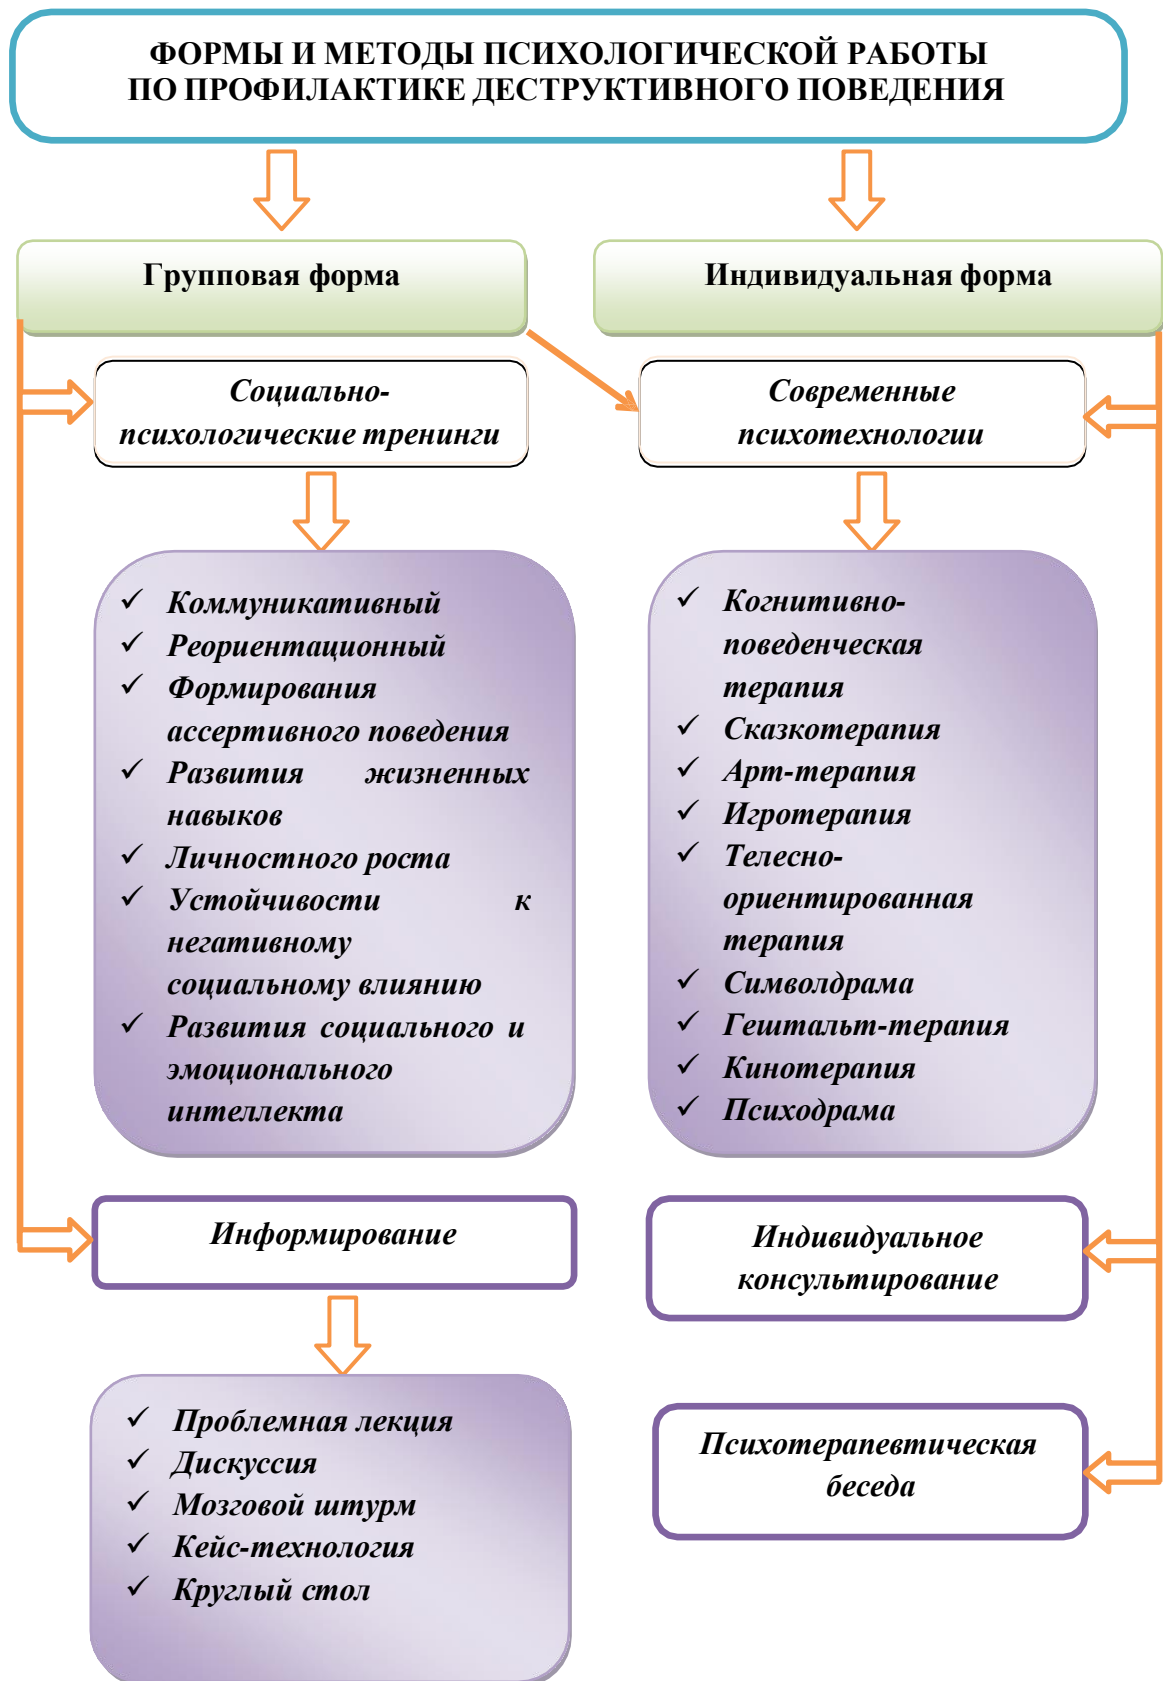 ФОРМЫ И МЕТОДЫ ПСИХОЛОГИЧЕСКОЙ РАБОТЫ
ПО ПРОФИЛАКТИКЕ ДЕСТРУКТИВНОГО ПОВЕДЕНИЯ
Групповая форма
Индивидуальная форма
Социально-
психологические тренинги
Современные
психотехнологии
✓ Коммуникативный
✓ Реориентационный
✓ Формирования
ассертивного поведения
✓ Развития жизненных
навыков
✓ Личностного роста
✓ Устойчивости к
негативному
социальному влиянию
✓ Развития социального и
эмоционального
интеллекта
✓ Когнитивно-
поведенческая
терапия
✓ Сказкотерапия
✓ Арт-терапия
✓ Игротерапия
✓ Телесно-
ориентированная
терапия
✓ Символдрама
✓ Гештальт-терапия
✓ Кинотерапия
✓ Психодрама
Информирование
Индивидуальное
консультирование
✓ Проблемная лекция
✓ Дискуссия
✓ Мозговой штурм
✓ Кейс-технология
✓ Круглый стол
Психотерапевтическая
беседа